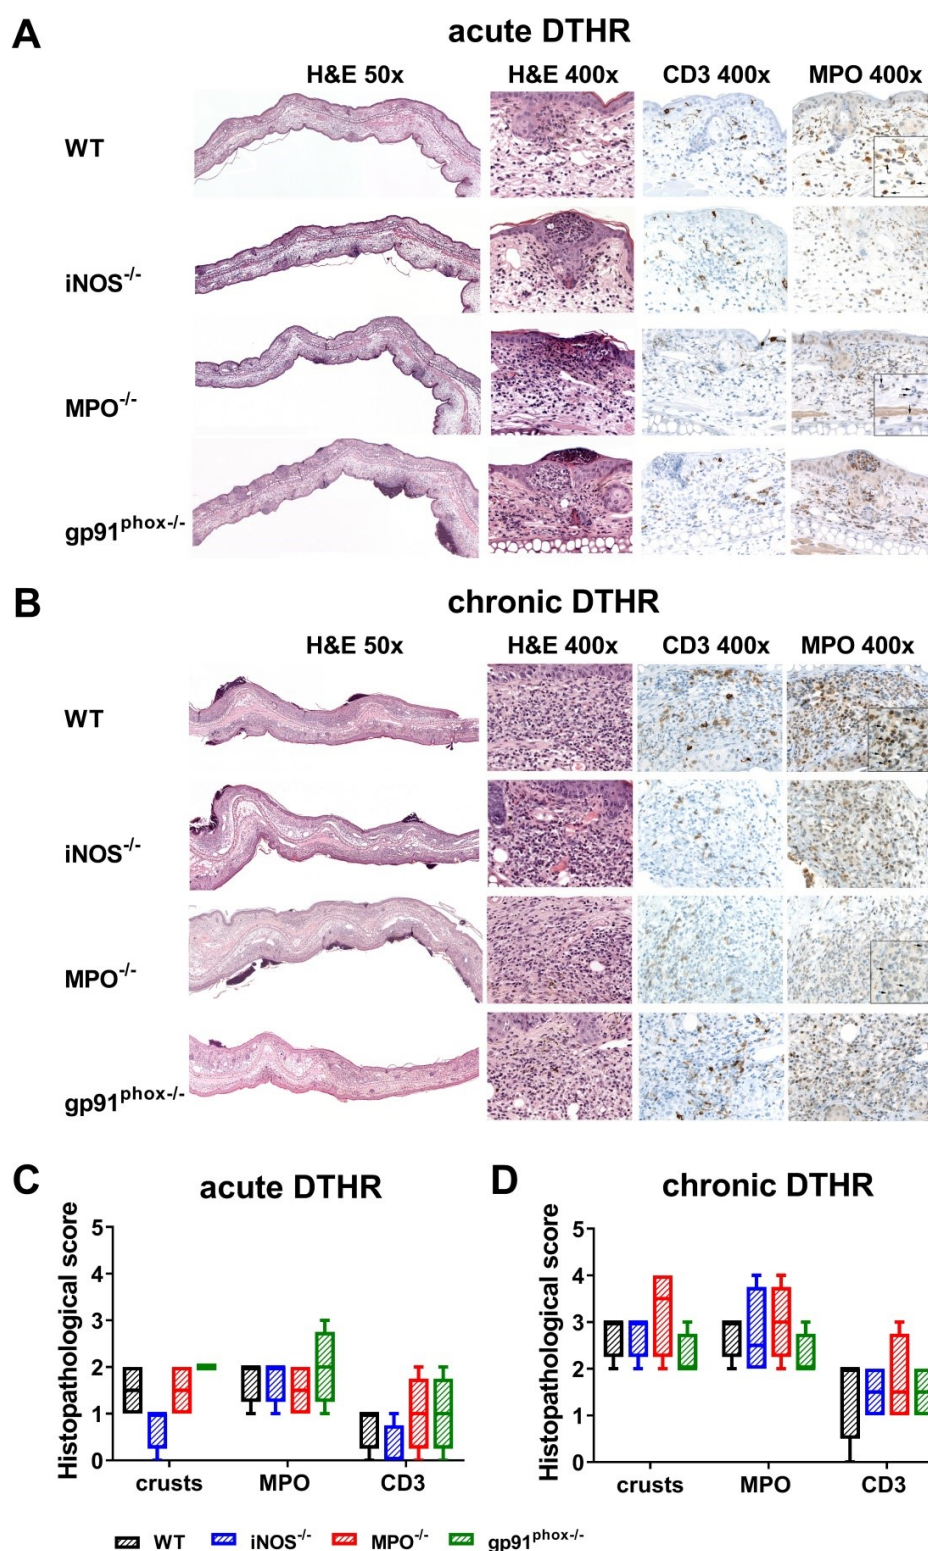 A
acute DTHR
H&E 50x H&E 400x CD3 400x MPO 400x
WT
iNOS-/-
MPO-/-
gp91phox-/-
B
chronic DTHR
H&E 50x H&E 400x CD3 400x MPO 400x
WT
iNOS-/-
MPO-/-
gp91phox-/-
C
acute DTHR
Histopathological score
5
4
3
2
1
0
crusts MPO CD3
D
chronic DTHR
Histopathological score
5
4
3
2
1
0
crusts MPO CD3
WT iNOS-/- MPO-/- gp91phox-/-